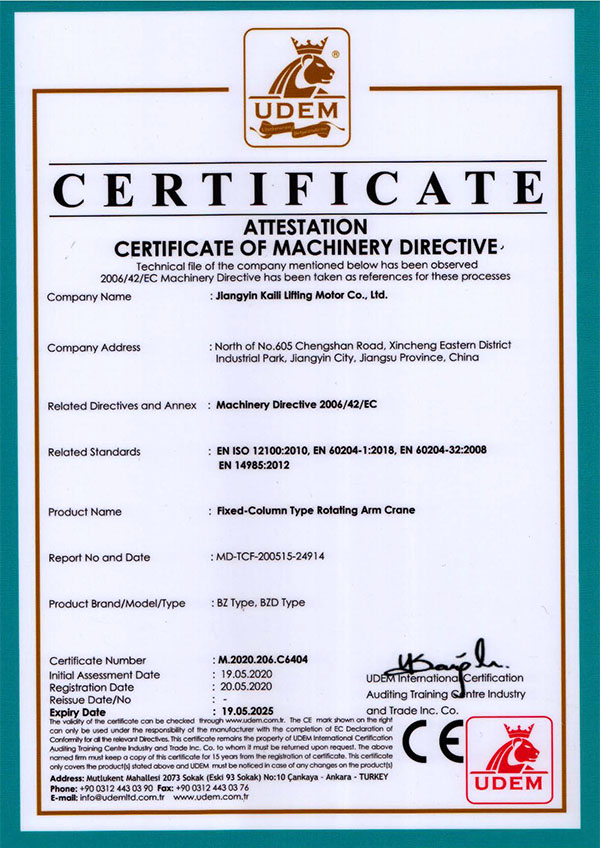 UDEM
®
CERTIFICATE
ATTESTATION
CERTIFICATE OF MACHINERY DIRECTIVE
Technical file of the company mentioned below has been observed
2006/42/EC Machinery Directive has been taken as references for these processes
Company Name : Jiangyin Kaili Lifting Motor Co., Ltd.
Company Address : North of No.605 Chengshan Road, Xincheng Eastern District
Industrial Park, Jiangyin City, Jiangsu Province, China
Related Directives and Annex : Machinery Directive 2006/42/EC
Related Standards : EN ISO 12100:2010, EN 60204-1:2018, EN 60204-32:2008
EN 14985:2012
Product Name : Fixed-Column Type Rotating Arm Crane
Report No and Date : MD-TCF-200515-24914
Product Brand/Model/Type : BZ Type, BZD Type
Certificate Number : M.2020.206.C6404
Initial Assessment Date : 19.05.2020
Registration Date : 20.05.2020
Reissue Date/No : -
Expiry Date : 19.05.2025
UDEM International Certification
Auditing Training Centre Industry
and Trade Inc. Co.
The validity of the certificate can be checked through www.udem.com.tr. The CE mark shown on the right
can only be used under the responsibility of the manufacturer with the completion of EC Declaration of
Conformity for all the relevant Directives. This certificate remains the property of UDEM International Certification
Auditing Training Centre Industry and Trade Inc. Co. to whom it must be returned upon request. The above
named firm must keep a copy of this certificate for 15 years from the registration of certificate. This certificate
only covers the product(s) stated above and UDEM must be noticed in case of any changes on the product(s)
Address: Mutlukent Mahallesi 2073 Sokak (Eski 93 Sokak) No:10 Çankaya - Ankara - TURKEY
Phone: +90 0312 443 03 90 Fax: +90 0312 443 03 76
E-mail: info@udemltd.com.tr www.udem.com.tr
CE
UDEM